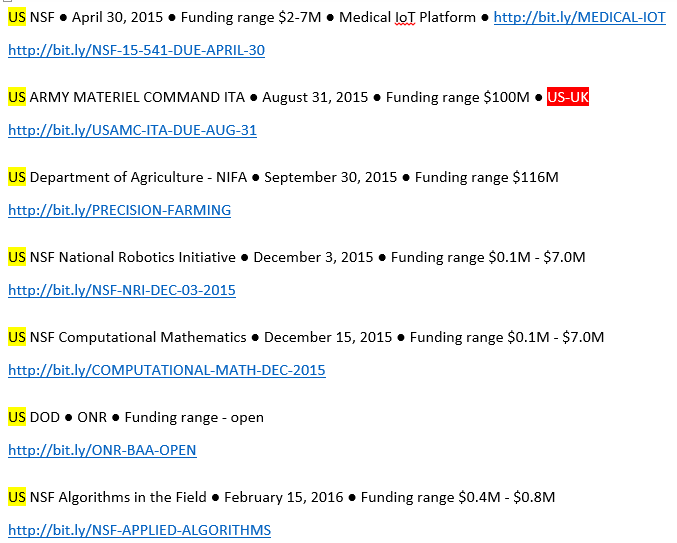 US NSF ● April 30, 2015 ● Funding range $2-7M ● Medical IoT Platform ● http://bit.ly/MEDICAL-IOT
http://bit.ly/NSF-15-541-DUE-APRIL-30
US ARMY MATERIEL COMMAND ITA ● August 31, 2015 ● Funding range $100M ● US-UK
http://bit.ly/USAMC-ITA-DUE-AUG-31
US Department of Agriculture - NIFA ● September 30, 2015 ● Funding range $116M
http://bit.ly/PRECISION-FARMING
US NSF National Robotics Initiative ● December 3, 2015 ● Funding range $0.1M - $7.0M
http://bit.ly/NSF-NRI-DEC-03-2015
US NSF Computational Mathematics ● December 15, 2015 ● Funding range $0.1M - $7.0M
http://bit.ly/COMPUTATIONAL-MATH-DEC-2015
US DOD ● ONR ● Funding range - open
http://bit.ly/ONR-BAA-OPEN
US NSF Algorithms in the Field ● February 15, 2016 ● Funding range $0.4M - $0.8M
http://bit.ly/NSF-APPLIED-ALGORITHMS